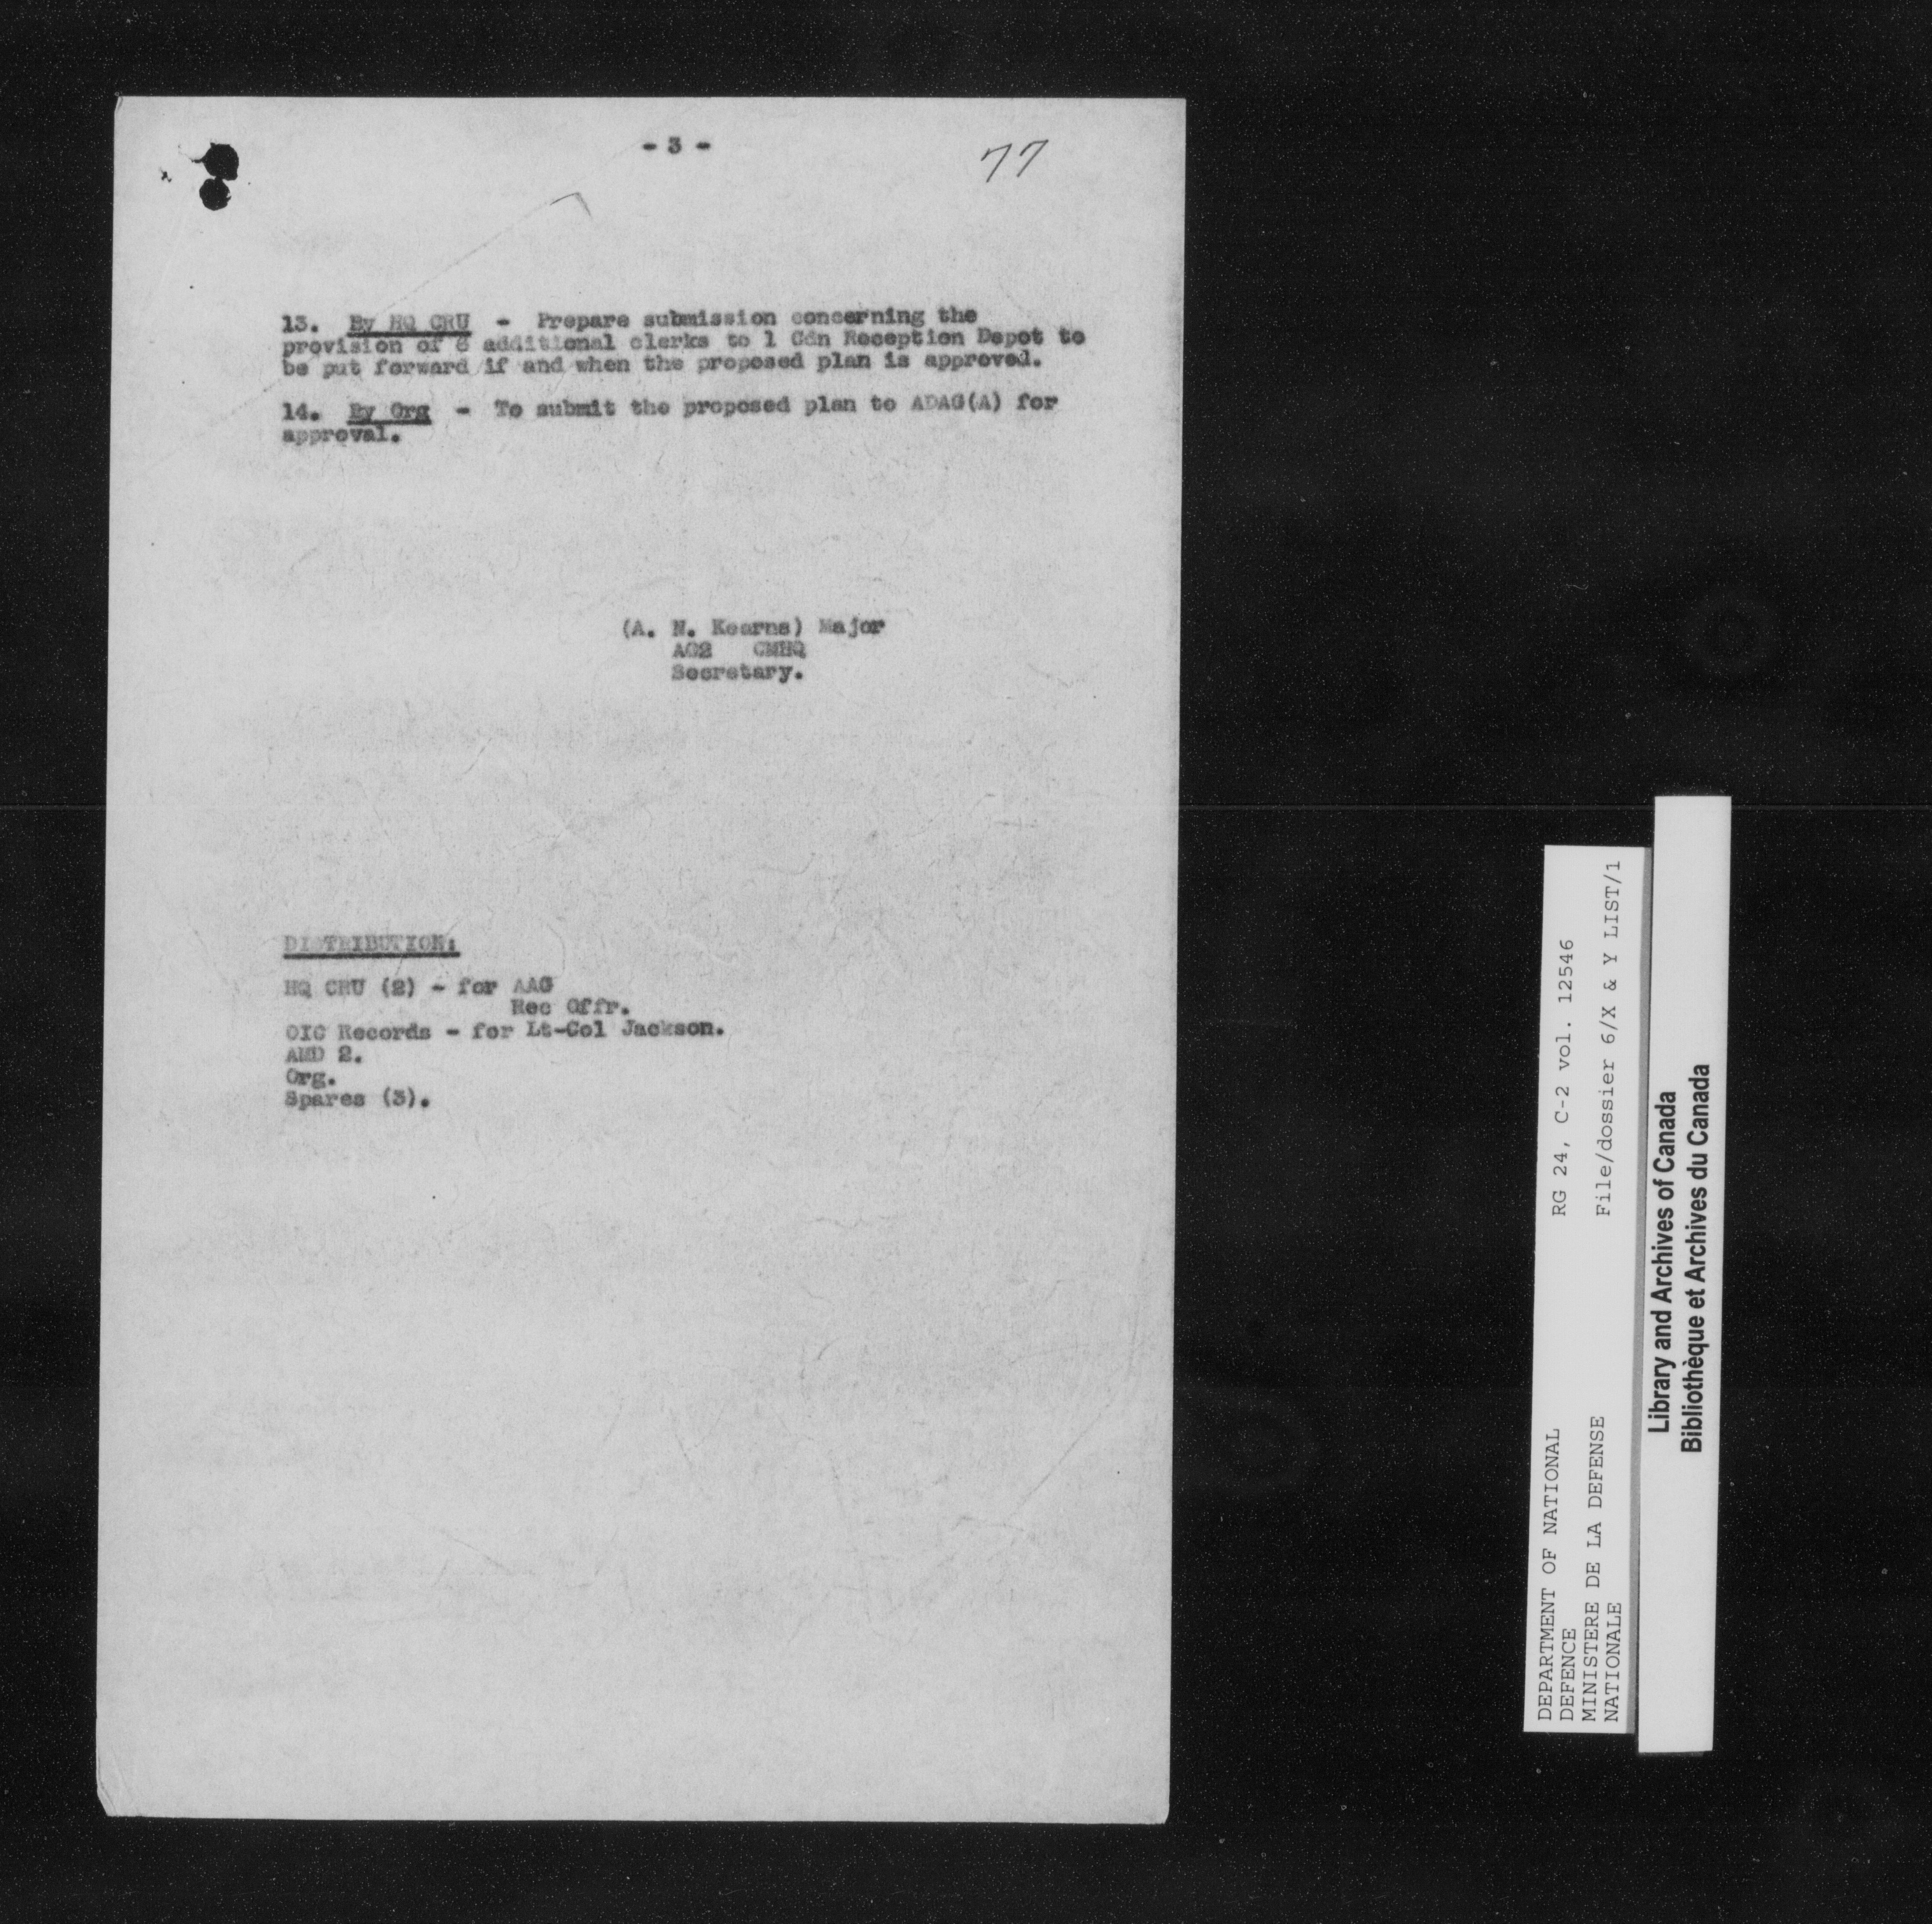 - 3 -
77
13. By HQ CRU - Prepare submission concerning the
provision of 6 additional clerks to 1 Cdn Reception Depot to
be put forward if and when the proposed plan is approved.
14. By Org - To submit the proposed plan to ADAG(A) for
approval.
(A. N. Kearns) Major
AG2 CMHQ
Secretary.
DISTRIBUTION:
HQ CRU (2) - for AAG
Rec Offr.
OIC Records - for Lt-Col Jackson.
AMD 2.
Org.
Spares (3).
RG 24, C-2 vol. 12546
File/dossier 6/X & Y LIST/1
DEPARTMENT OF NATIONAL
DEFENCE
MINISTERE DE LA DEFENSE
NATIONALE
Library and Archives of Canada
Bibliothèque et Archives du Canada